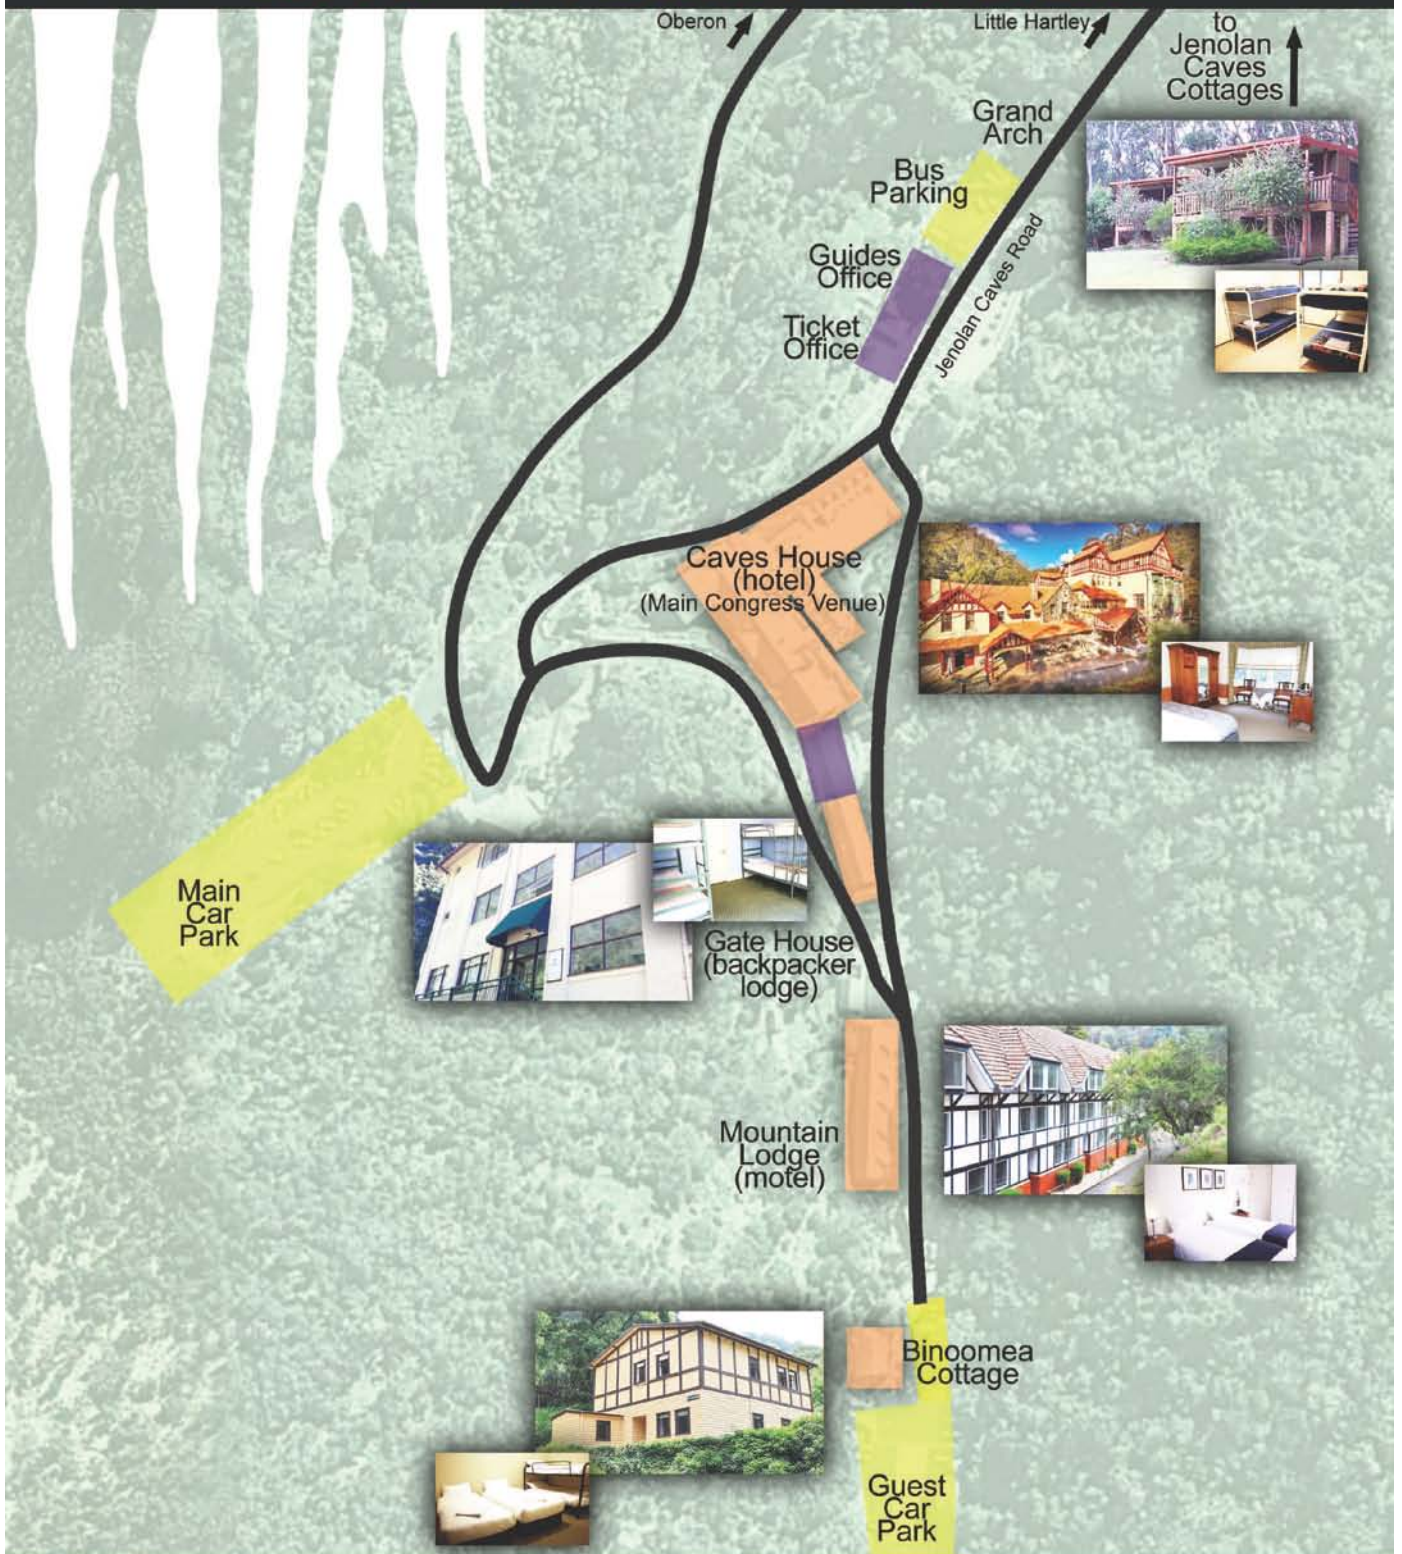 Oberon
Little Hartley
to
Jenolan
Caves
Cottages
Grand
Arch
Bus
Parking
Guides
Office
Ticket
Office
Jenolan Caves Road
Caves House
(hotel)
(Main Congress Venue)
Main
Car
Park
Gate House
(backpacker
lodge)
Mountain
Lodge
(motel)
Binoomea
Cottage
Guest
Car
Park